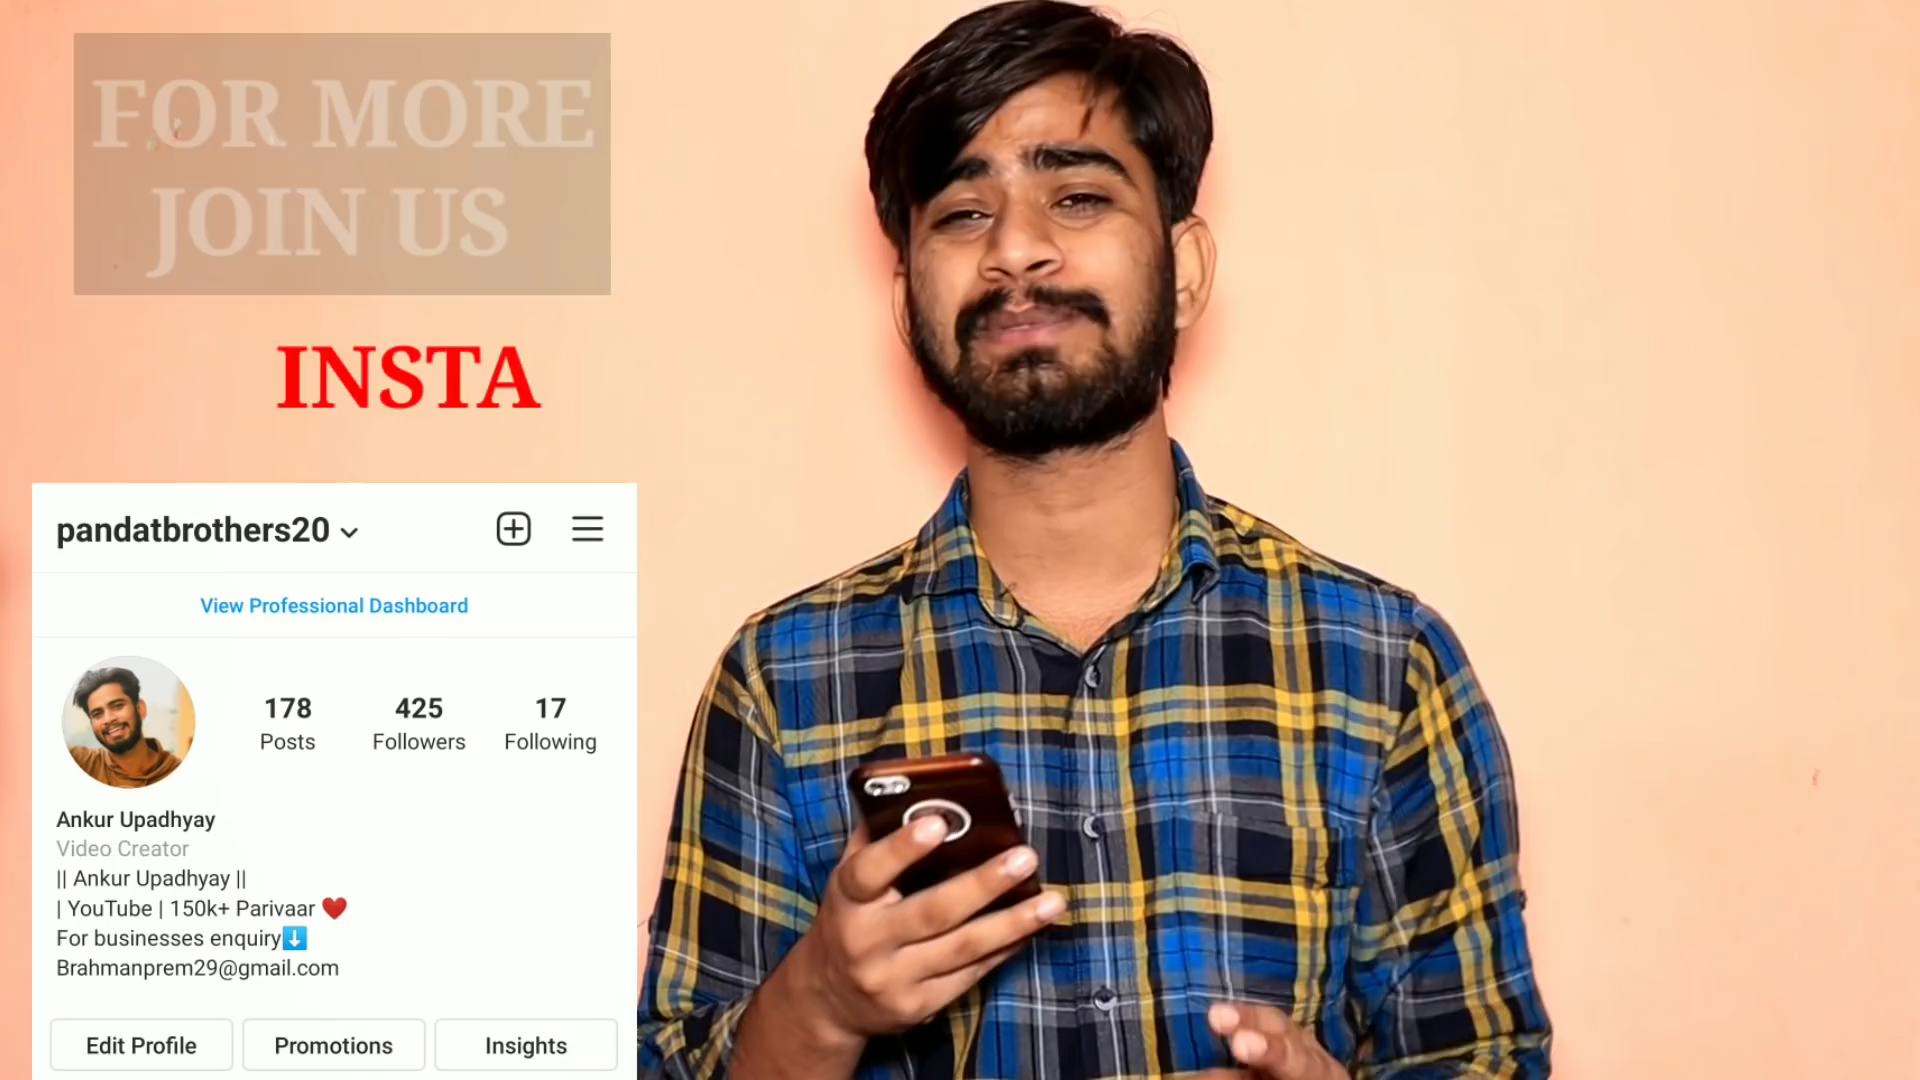 FOR MORE
JOIN US
INSTA
pandatbrothers20
View Professional Dashboard
178
425
17
Posts
Followers
Following
Ankur Upadhyay
Video Creator
|| Ankur Upadhyay ||
| YouTube | 150k+ Parivaar ❤️
For businesses enquiry⬇️
Brahmanprem29@gmail.com
Edit Profile
Promotions
Insights